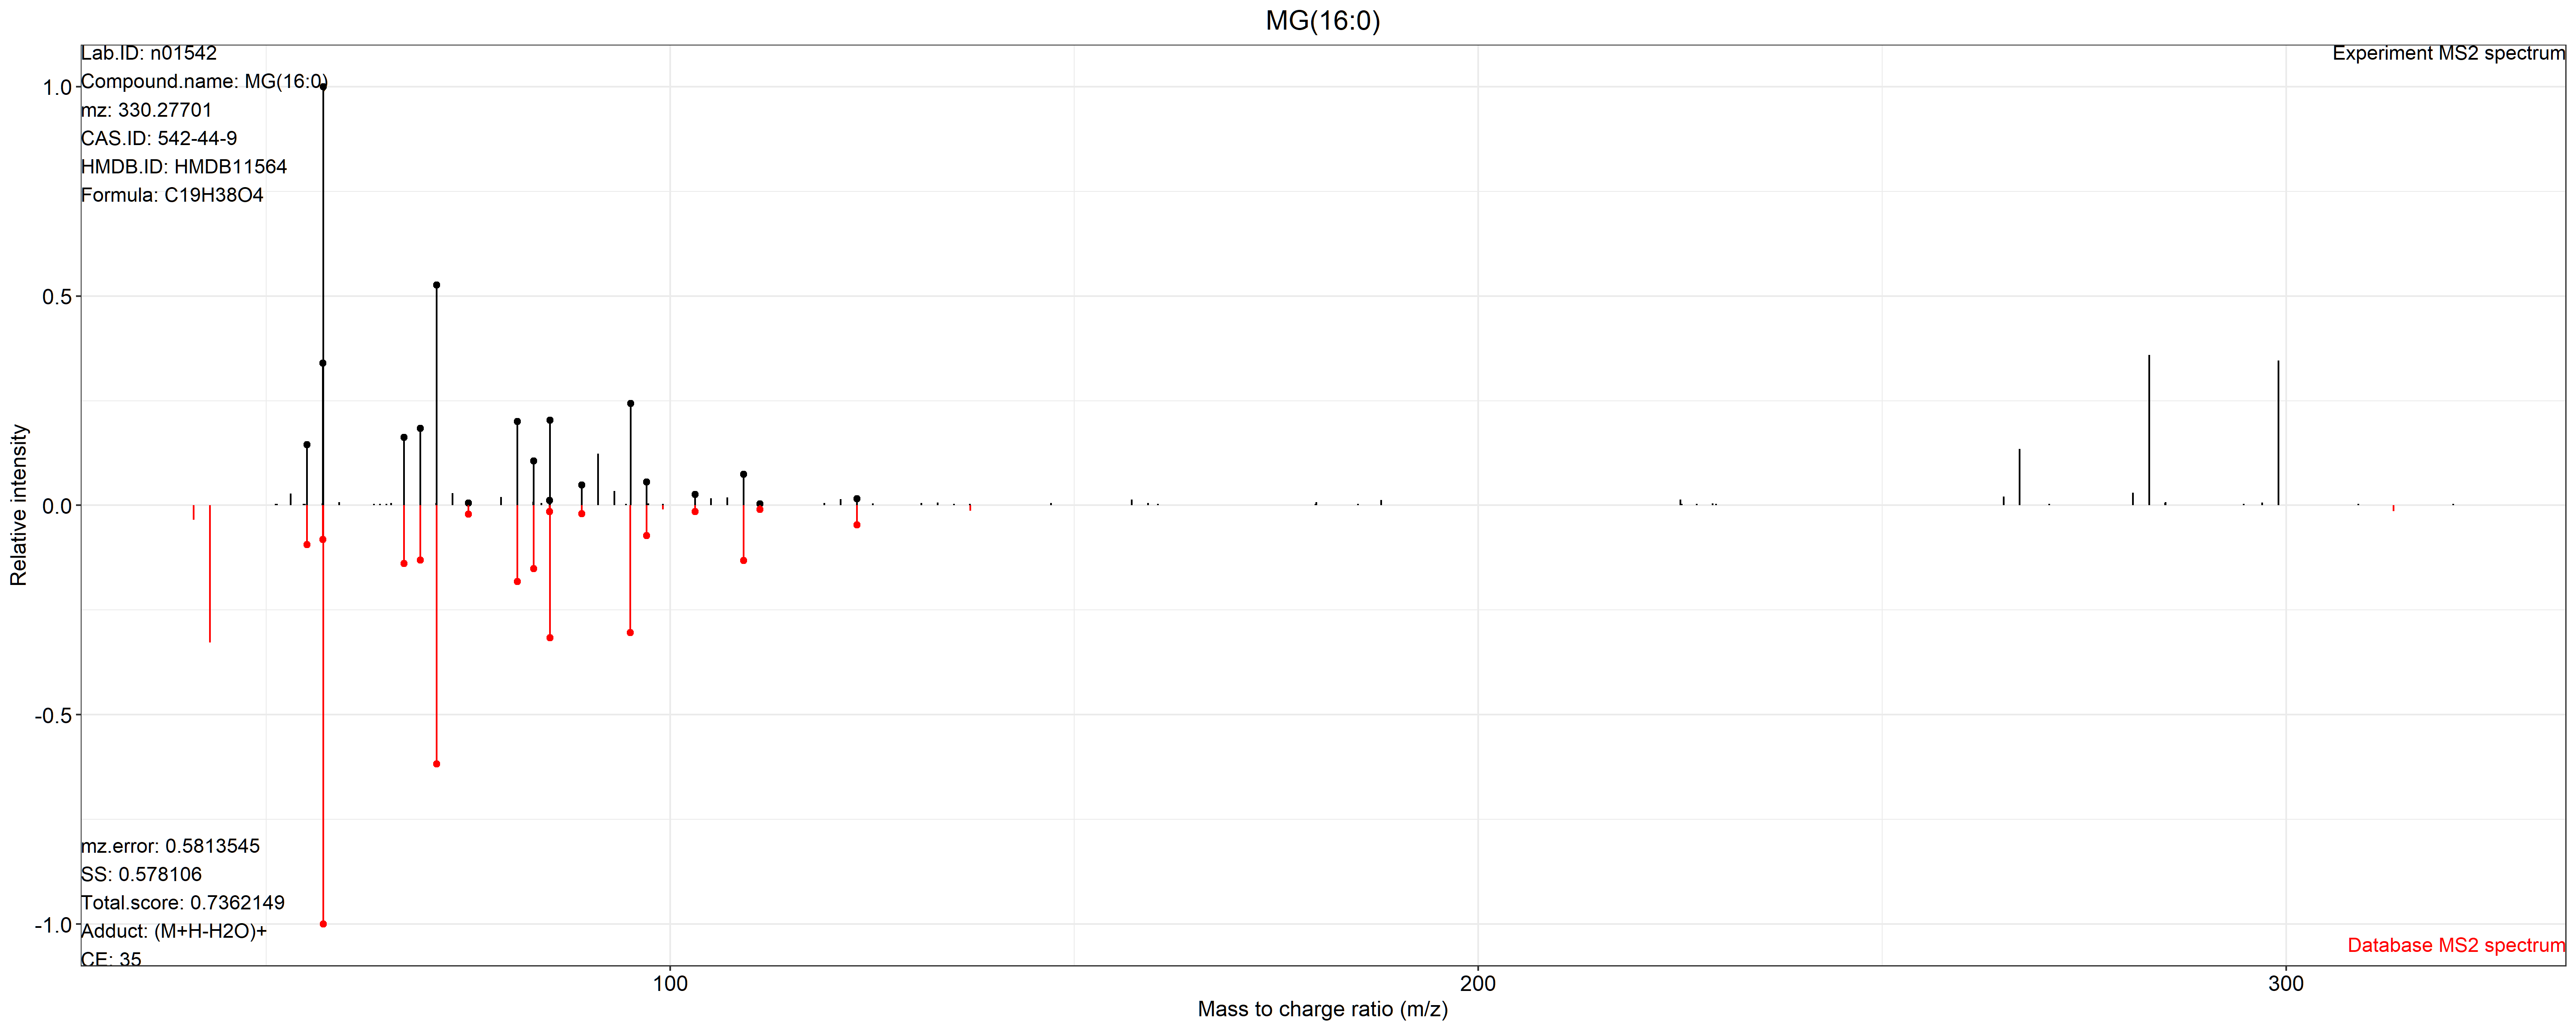 MG(16:0)
Lab.ID: n01542
Experiment MS2 spectrum
Compound.name: MG(16:0)
mz: 330.27701
CAS.ID: 542-44-9
HMDB.ID: HMDB11564
Formula: C19H38O4
1.0
0.5
0.0
-0.5
-1.0
Relative intensity
mz.error: 0.5813545
SS: 0.578106
Total.score: 0.7362149
Adduct: (M+H-H2O)+
CE: 35
Database MS2 spectrum
100
200
300
Mass to charge ratio (m/z)